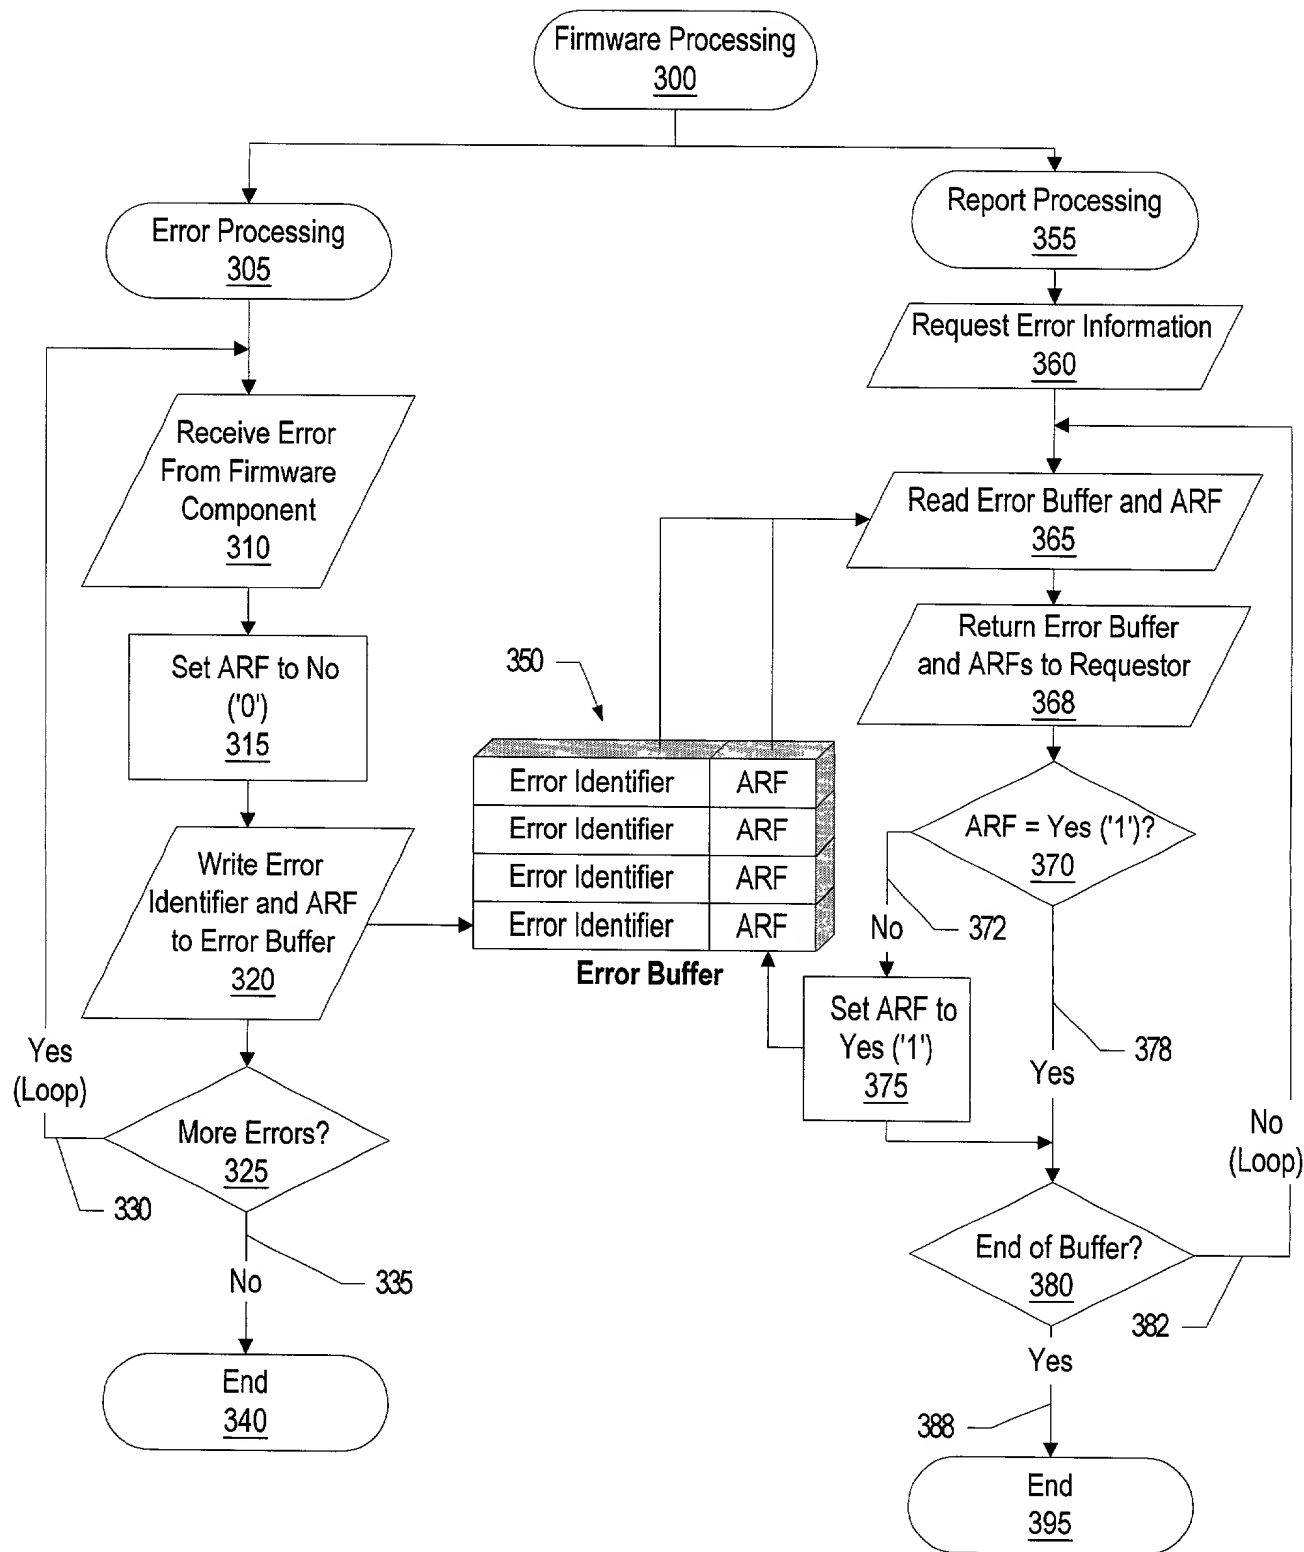 Firmware Processing
300
Error Processing
305
Receive Error
From Firmware
Component
310
Set ARF to No
('0')
315
Write Error
Identifier and ARF
to Error Buffer
320
Yes
(Loop)
More Errors?
325
330
335
No
End
340
350
Error Identifier ARF
Error Identifier ARF
Error Identifier ARF
Error Identifier ARF
Error Buffer
Report Processing
355
Request Error Information
360
Read Error Buffer and ARF
365
Return Error Buffer
and ARFs to Requestor
368
ARF = Yes ('1')?
370
No
372
Set ARF to
Yes ('1')
375
378
Yes
No
(Loop)
End of Buffer?
380
382
Yes
388
End
395